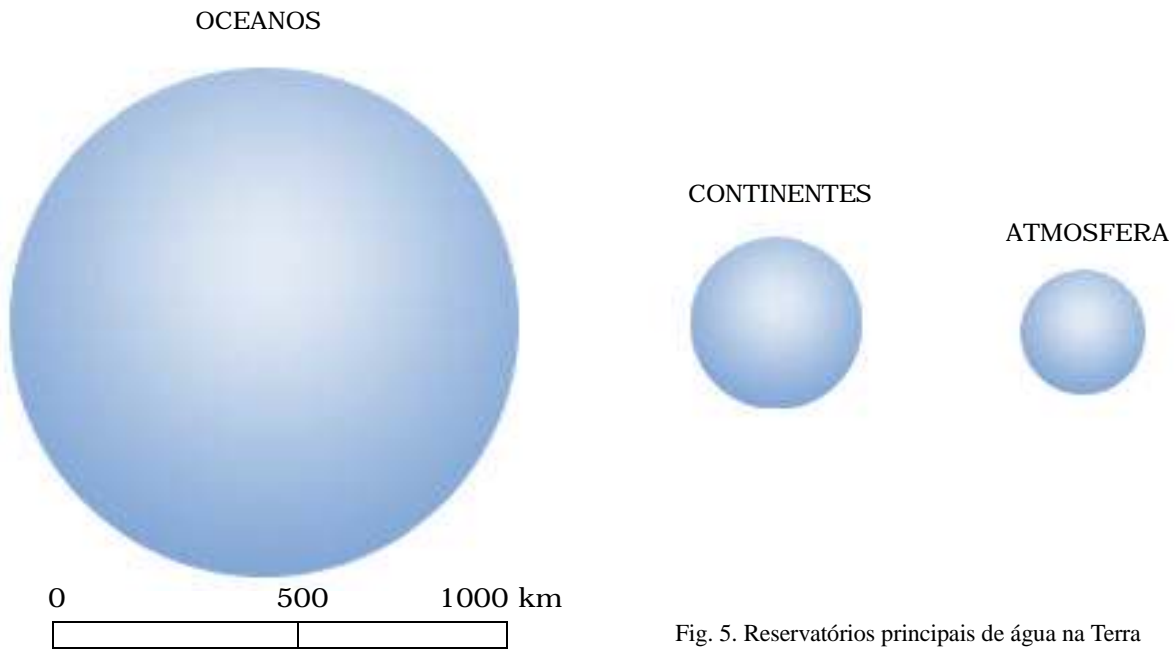 OCEANOS
CONTINENTES
ATMOSFERA
0 500 1000 km
Fig. 5. Reservatórios principais de água na Terra